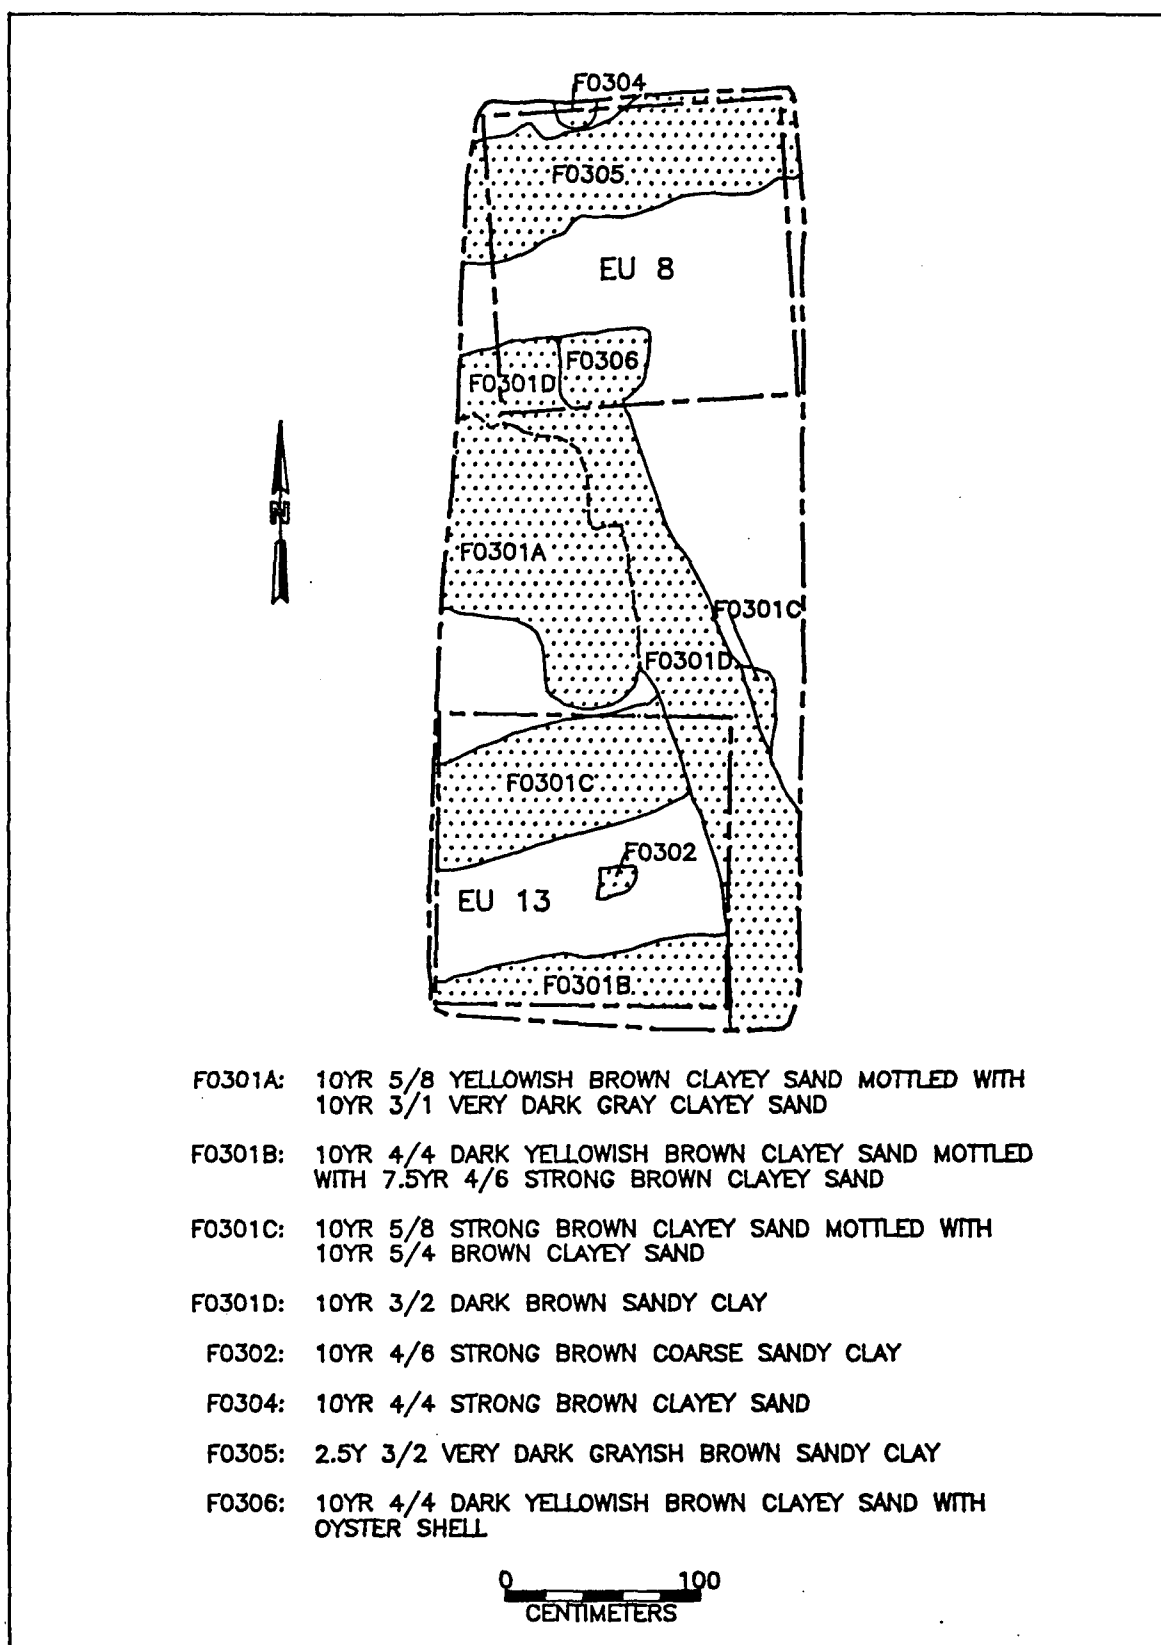 F0304
F0305
EU 8
F0306
F0301D
N
F0301A
F0301C
F0301D
F0301C
F0302
EU 13
F0301B
F0301A: 10YR 5/8 YELLOWISH BROWN CLAYEY SAND MOTTLED WITH
10YR 3/1 VERY DARK GRAY CLAYEY SAND
F0301B: 10YR 4/4 DARK YELLOWISH BROWN CLAYEY SAND MOTTLED
WITH 7.5YR 4/6 STRONG BROWN CLAYEY SAND
F0301C: 10YR 5/8 STRONG BROWN CLAYEY SAND MOTTLED WITH
10YR 5/4 BROWN CLAYEY SAND
F0301D: 10YR 3/2 DARK BROWN SANDY CLAY
F0302: 10YR 4/6 STRONG BROWN COARSE SANDY CLAY
F0304: 10YR 4/4 STRONG BROWN CLAYEY SAND
F0305: 2.5Y 3/2 VERY DARK GRAYISH BROWN SANDY CLAY
F0306: 10YR 4/4 DARK YELLOWISH BROWN CLAYEY SAND WITH
OYSTER SHELL
0 100
CENTIMETERS